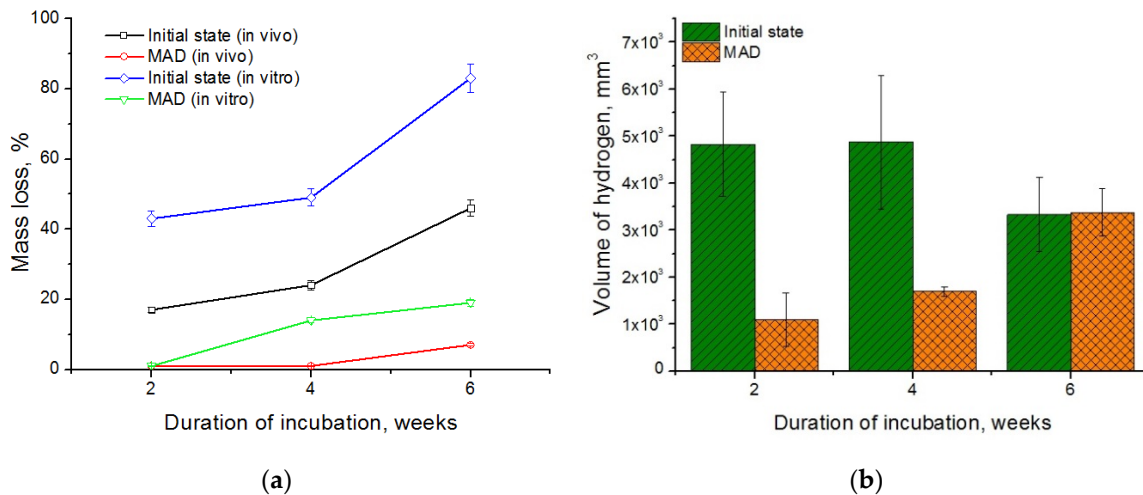 Initial state (in vivo)
MAD (in vivo)
Initial state (in vitro)
MAD (in vitro)
Mass loss, %
80
60
40
20
0
2
4
6
Duration of incubation, weeks
(a)
Initial state
MAD
Volume of hydrogen, mm³
7x10³
6x10³
5x10³
4x10³
3x10³
2x10³
1x10³
0
2
4
6
Duration of incubation, weeks
(b)